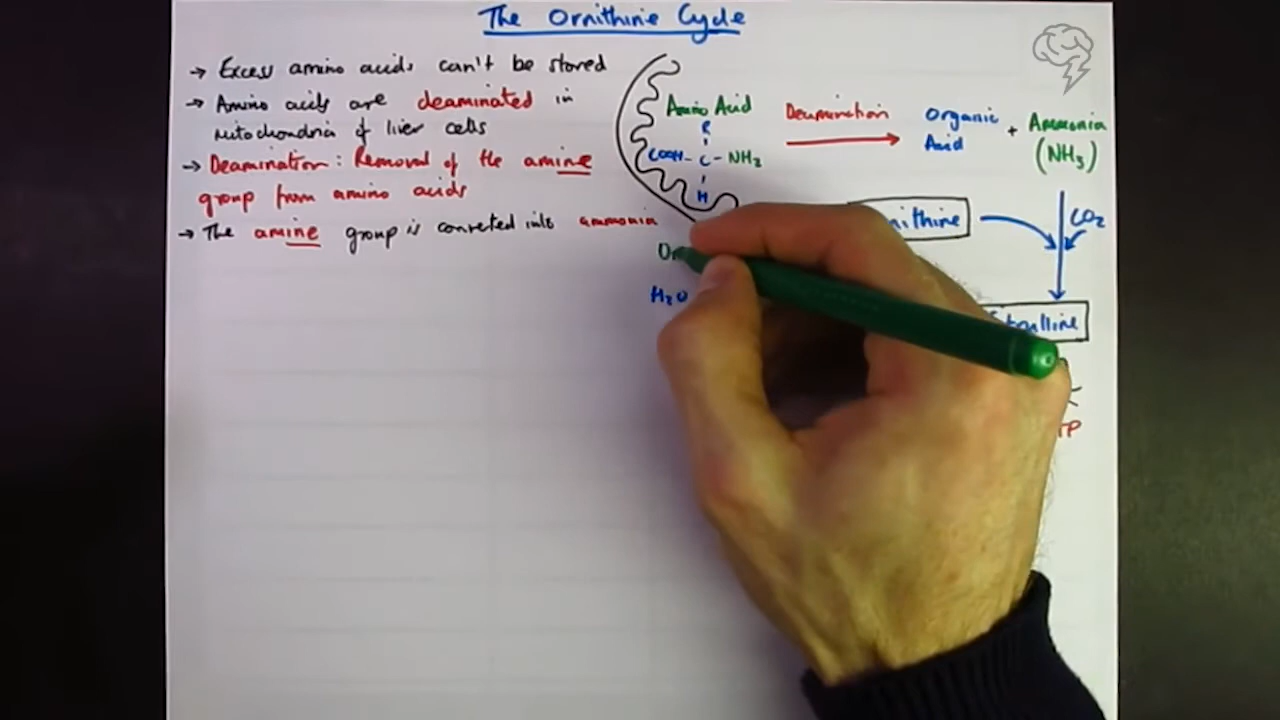 The Ornithine Cycle
→ Excess amino acids can't be stored
→ Amino acids are deaminated in
mitochondria of liver cells
→ Deamination: Removal of the amine
group from amino acids
→ The amine group is converted into ammonia
Amino Acid
R
COOH - C - NH2
H
Deamination
Organic
Acid
+ Ammonia
(NH3)
CO2
H2O